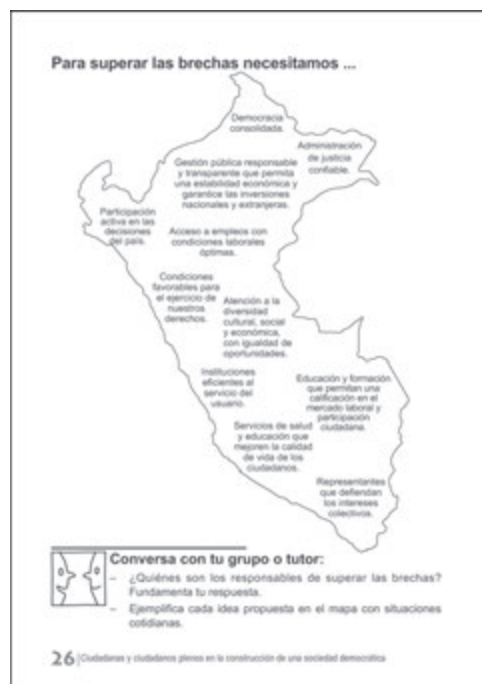 Para superar las brechas necesitamos ...
Democracia
consolidada.
Administración
de justicia
confiable.
Gestión pública responsable
y transparente que permita
una estabilidad económica y
garantice las inversiones
nacionales y extranjeras.
Participación
activa en las
decisiones
del país.
Acceso a empleos con
condiciones laborales
óptimas.
Condiciones
favorables para
el ejercicio de
nuestros
derechos.
Atención a la
diversidad
cultural, social
y económica,
con igualdad de
oportunidades.
Instituciones
eficientes al
servicio del
usuario.
Educación y formación
que permitan una
calificación en el
mercado laboral y
participación
ciudadana.
Servicios de salud
y educación que
mejoren la calidad
de vida de los
ciudadanos.
Representantes
que defiendan
los intereses
colectivos.
Conversa con tu grupo o tutor:
– ¿Quiénes son los responsables de superar las brechas?
Fundamenta tu respuesta.
– Ejemplifica cada idea propuesta en el mapa con situaciones
cotidianas.
26 Ciudadanas y ciudadanos plenos en la construcción de una sociedad democrática